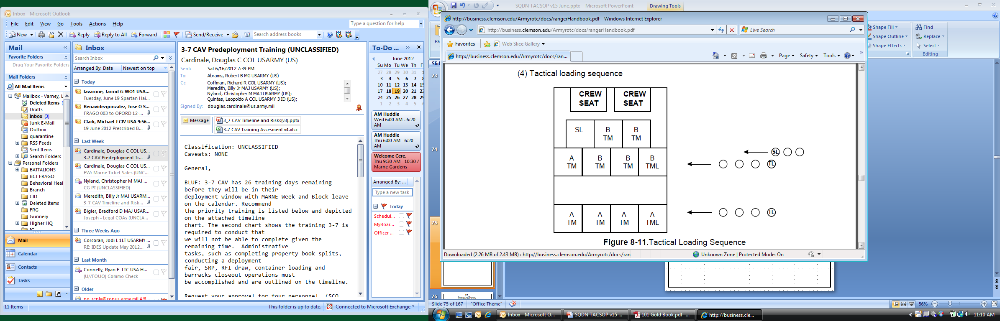 Inbox - Microsoft Outlook
File Edit View Go Tools Actions Help
Type a question for help
New Reply Reply to All Forward Send/Receive Search address books
Mail
Favorite Folders
Drag Your Favorite Folders
Mail Folders
All Mail Items
Mailbox - Varney, L
Deleted Items
Drafts
Inbox (3)
Junk E-Mail
Outbox
quarantine
RSS Feeds
Sent Items
Search Folders
Personal Folders
BATTALIONS
BCT FRAGO
Behavioral Heal
Branch
CID
Deleted Items
FRG
Gunnery
Higher HQ
IG
Mail
Calendar
Contacts
Tasks
11 Items
Inbox
Search Inbox
Arranged By: Date Newest on top
Today
Iavarone, Jarrod G WO1 USA...
Tuesday, June 19 Spartan Hai...
Benavidezgonzalez, Jose O S...
FRAGO 003 to OPORD 12-...
Clark, Michael J CIV USA 9:56...
19 June 2012 Prescribed B...
Last Week
Cardinale, Douglas C COL US...
3-7 CAV Predeployment Tr...
Cardinale, Douglas C COL US...
FW: Marne Ticket Sales (UNC...
Nyland, Christopher M MAJ ...
CG PT (UNCLASSIFIED)
Meredith, Billy Jr MAJ USARM...
3_7 CAV Timeline and Risk...
Bigler, Bradford D MAJ USAR...
Joseph - Legal COAs (UNCLA...
Three Weeks Ago
Corcoran, Jodi L 1LT USARMY ...
RE: IDES Update May 2012...
Last Month
Connelly, Ryan E LTC USA H...
(U//FOUO) Commo Check
Older
no_reply@conus.army.mil 4/6...
3-7 CAV Predeployment Training (UNCLASSIFIED)
Cardinale, Douglas C COL USARMY (US)
Sent: Sat 6/16/2012 7:39 PM
To: Abrams, Robert B MG USARMY (US)
Cc: Coffman, Richard R COL USARMY (US);
Meredith, Billy Jr MAJ USARMY (US);
Nyland, Christopher M MAJ USARMY (US);
Quintas, Leopoldo A COL USARMY 3 ID (US);
Signed By: douglas.cardinale@us.army.mil
Message 3_7 CAV Timeline and Risks(v3).pptx
3-7 CAV Training Assesment v4.xlsx
Classification: UNCLASSIFIED
Caveats: NONE
General,
BLUF: 3-7 CAV has 26 training days remaining
before they will be in their
deployment window with MARNE Week and Block leave
on the calendar. Recommend
the priority training is listed below and depicted
on the attached timeline
chart. The second chart shows the training 3-7 is
required to conduct that
we will not be able to complete given the
remaining time. Administrative
tasks, such as completing property book splits,
conducting a deployment
fair, SRP, RFI draw, container loading and
barracks closeout operations must
be accomplished and are outlined on the timeline.
Request your approval for four personnel (SCO
This folder is up to date. Connected to Microsoft Exchange
To-Do ...
June 2012
Su Mo Tu We Th F
27 28 29 30 31 1
3 4 5 6 7 8
10 11 12 13 14 15
17 18 19 20 21 22
24 25 26 27 28 29
1 2 3 4 5 6
AM Huddle
Wed 6:00 AM - 6:20
AM
AM Huddle
Thu 6:00 AM - 6:20
AM
Welcome Cere.
Thu 9:30 AM - 10:30 A
Marne Gardens
Arranged By: ...
Type a new task
Today
Schedul...
MyBoar...
Officer ...
SQDN TACSOP v15 June.pptx - Microsoft PowerPoint
Drawing Tools
Pa
Shape Fill
Shape Outline
Shape Effects
Find
Replace
Select
Editing
Slid
73
74
75
76
http://business.clemson.edu/Armyrotc/docs/rangerHandbook.pdf - Windows Internet Explorer
http://business.clemson.edu/Armyrotc/docs/rangerHandbook.pdf
Live Search
Favorites Web Slice Gallery
http://business.clemson.edu/Armyrotc/docs/ran...
Page Safety Tools
(4) Tactical loading sequence
CREW SEAT CREW SEAT
SL B TM B TM
A TM B TM B TM B TML
A TM A TM A TM A TML
SL
TL
TL
Figure 8-11.Tactical Loading Sequence
Downloaded (2.26 MB of 2.43 MB) : http://business.clemson.edu/Armyrotc/docs/ran
Unknown Zone | Protected Mode: On
Slide 75 of 167 "Office Theme" 56%
Inbox - Microsoft O... SQDN TACSOP v15 ... 101 Gold Book.pdf -... http://business.cle... 11:10 AM